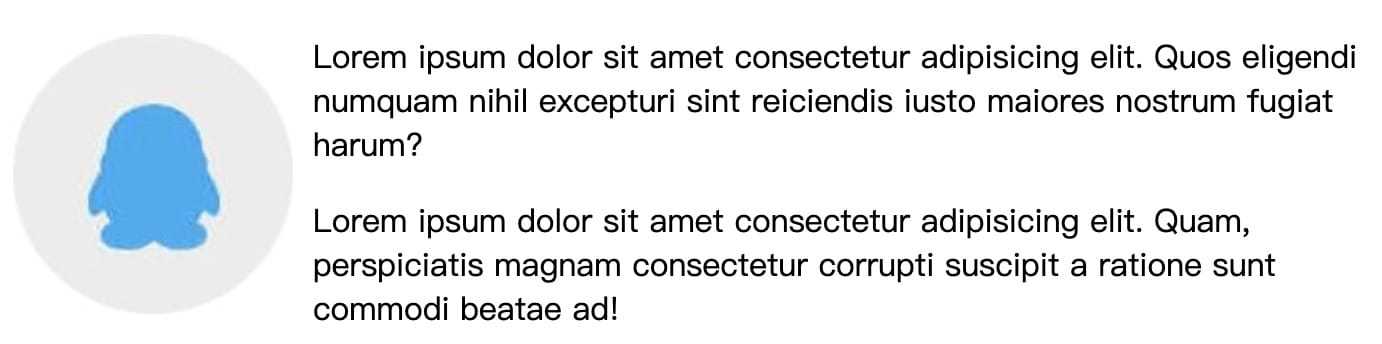 Lorem ipsum dolor sit amet consectetur adipisicing elit. Quos eligendi
numquam nihil excepturi sint reiciendis iusto maiores nostrum fugiat
harum?
Lorem ipsum dolor sit amet consectetur adipisicing elit. Quam,
perspiciatis magnam consectetur corrupti suscipit a ratione sunt
commodi beatae ad!